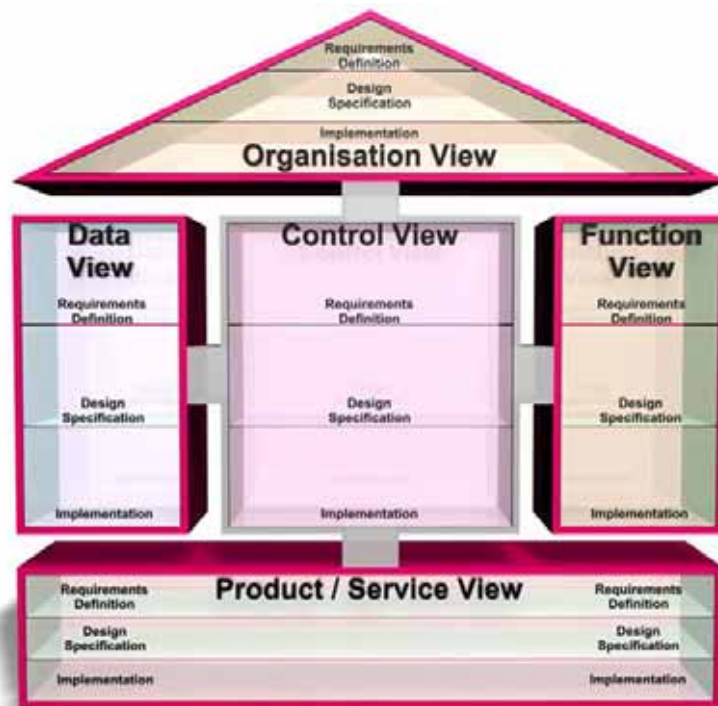 Requirements
Definition
Design
Specification
Implementation
Organisation View
Data
View
Requirements
Definition
Design
Specification
Implementation
Control View
Requirements
Definition
Design
Specification
Implementation
Function
View
Requirements
Definition
Design
Specification
Implementation
Product / Service View
Requirements
Definition
Requirements
Definition
Design
Specification
Design
Specification
Implementation
Implementation